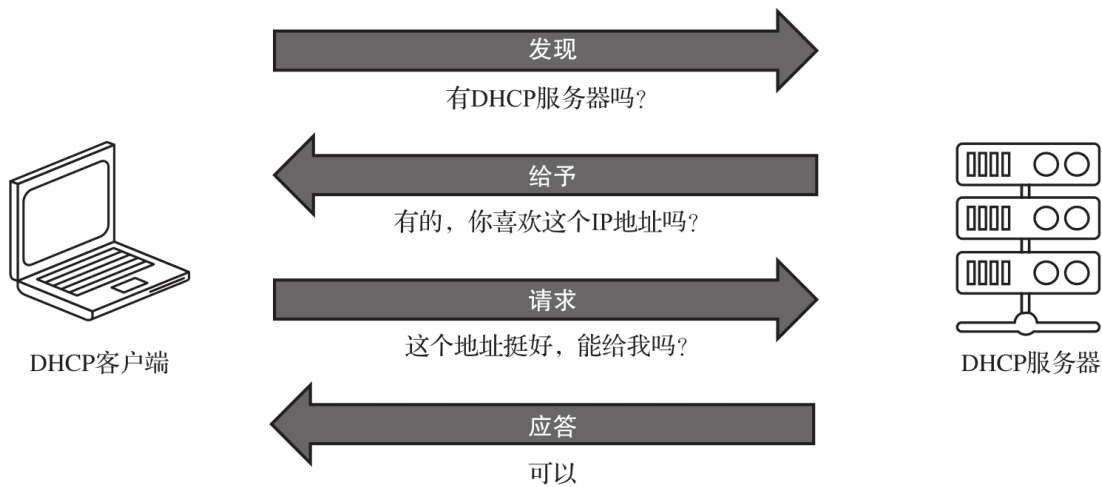 发现
有DHCP服务器吗？
给予
有的，你喜欢这个IP地址吗？
请求
这个地址挺好，能给我吗？
DHCP客户端
DHCP服务器
应答
可以